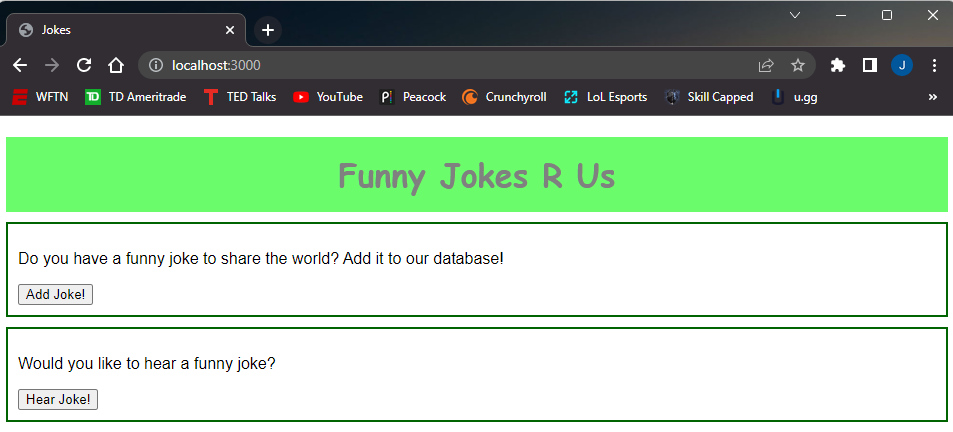 Jokes
localhost:3000
J
WFTN
TD Ameritrade
TED Talks
YouTube
Peacock
Crunchyroll
LoL Esports
Skill Capped
u.gg
»
Funny Jokes R Us
Do you have a funny joke to share the world? Add it to our database!
Add Joke!
Would you like to hear a funny joke?
Hear Joke!